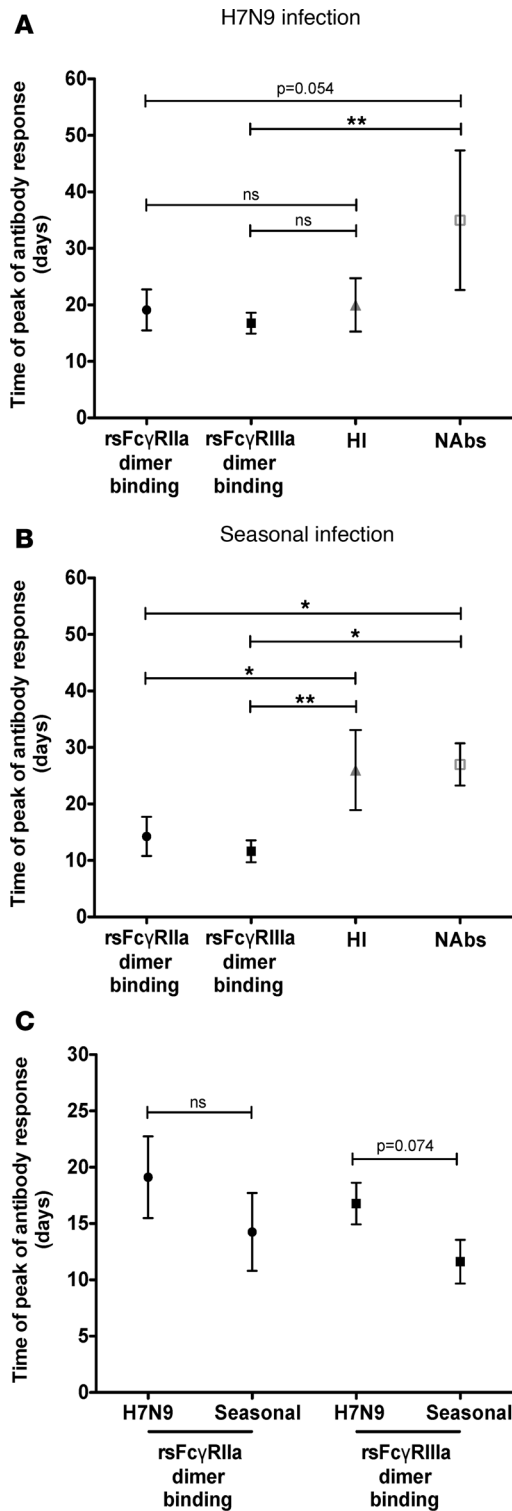 A
H7N9 infection
Time of peak of antibody response
(days)
60
50
40
30
20
10
0
p=0.054
**
ns
ns
rsFcγRIIa
dimer
binding
rsFcγRIIIa
dimer
binding
HI
NAbs
B
Seasonal infection
Time of peak of antibody response
(days)
60
50
40
30
20
10
0
*
*
*
**
rsFcγRIIa
dimer
binding
rsFcγRIIIa
dimer
binding
HI
NAbs
C
Time of peak of antibody response
(days)
30
25
20
15
10
5
0
ns
p=0.074
H7N9 Seasonal H7N9 Seasonal
rsFcγRIIa
dimer
binding
rsFcγRIIIa
dimer
binding